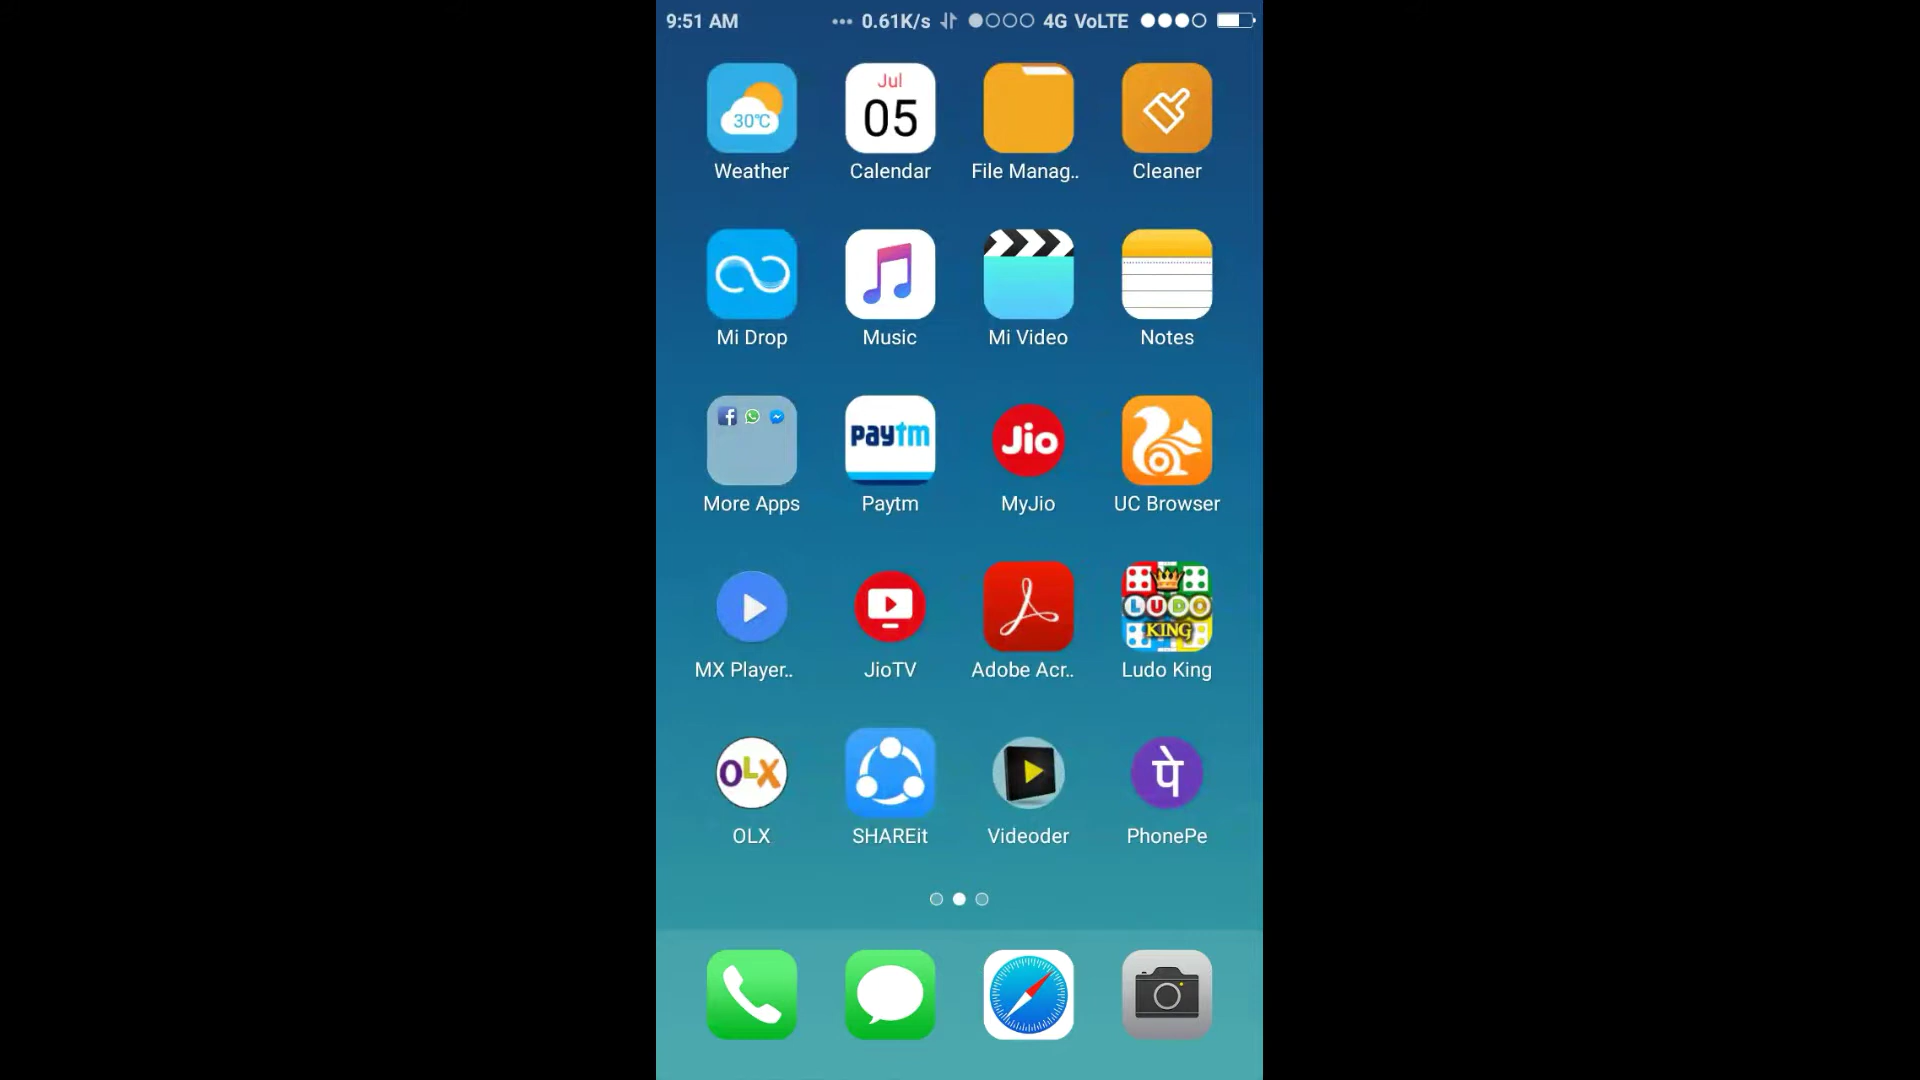 9:51 AM ... 0.61K/s 4G VoLTE
30°C
Jul
05
Weather Calendar File Manag.. Cleaner
Mi Drop Music Mi Video Notes
paytm
Jio
More Apps Paytm MyJio UC Browser
LUDO
KING
MX Player.. JioTV Adobe Acr.. Ludo King
OLX
पे
OLX SHAREit Videoder PhonePe